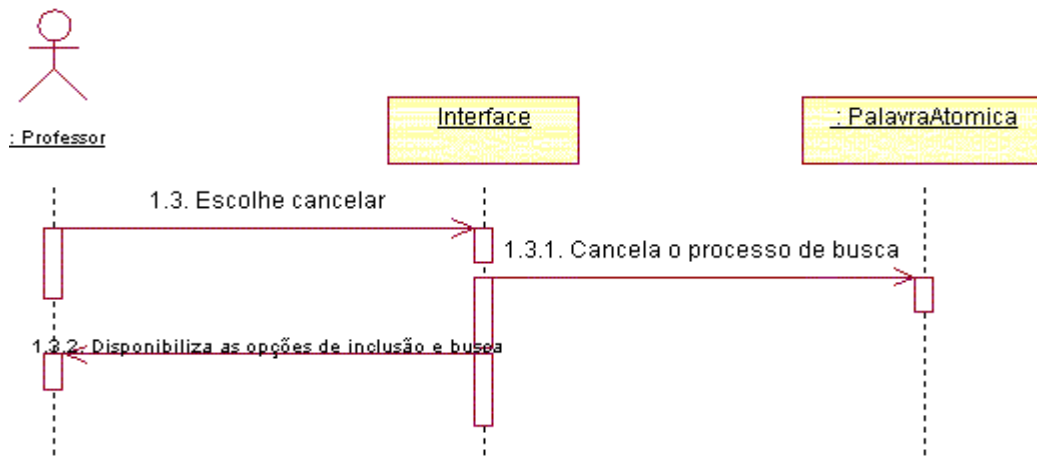 : Professor
Interface
: PalavraAtomica
1.3. Escolhe cancelar
1.3.1. Cancela o processo de busca
1.3.2. Disponibiliza as opções de inclusão e busca